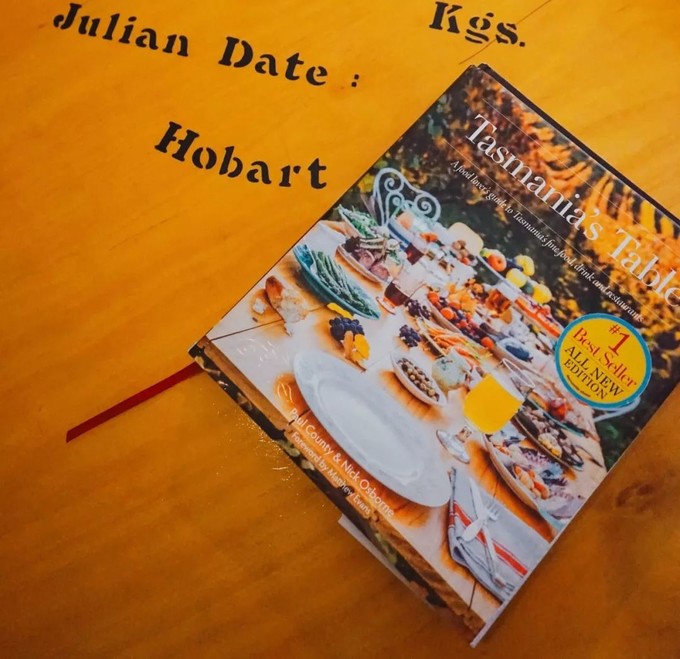 Julian Date :
Kgs.
Hobart
Tasmania's Table
A food lover's guide to Tasmania's fine food, drink and restaurants
#1
Best Seller
ALL NEW
EDITION
Paul County & Nick Osborne
Foreword by Matthew Evans